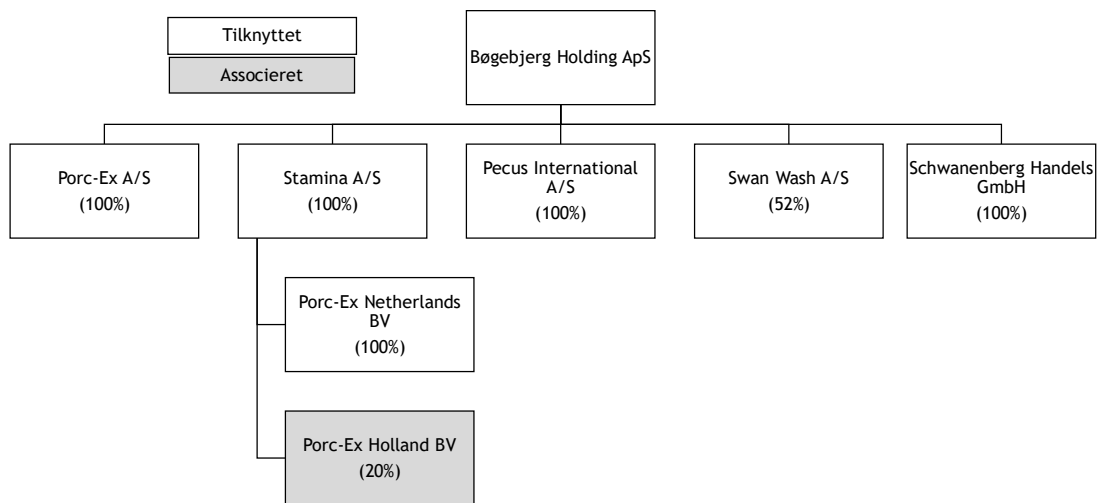 Tilknyttet
Associeret
Bøgebjerg Holding ApS
Porc-Ex A/S
(100%)
Stamina A/S
(100%)
Pecus International
A/S
(100%)
Swan Wash A/S
(52%)
Schwanenberg Handels
GmbH
(100%)
Porc-Ex Netherlands
BV
(100%)
Porc-Ex Holland BV
(20%)